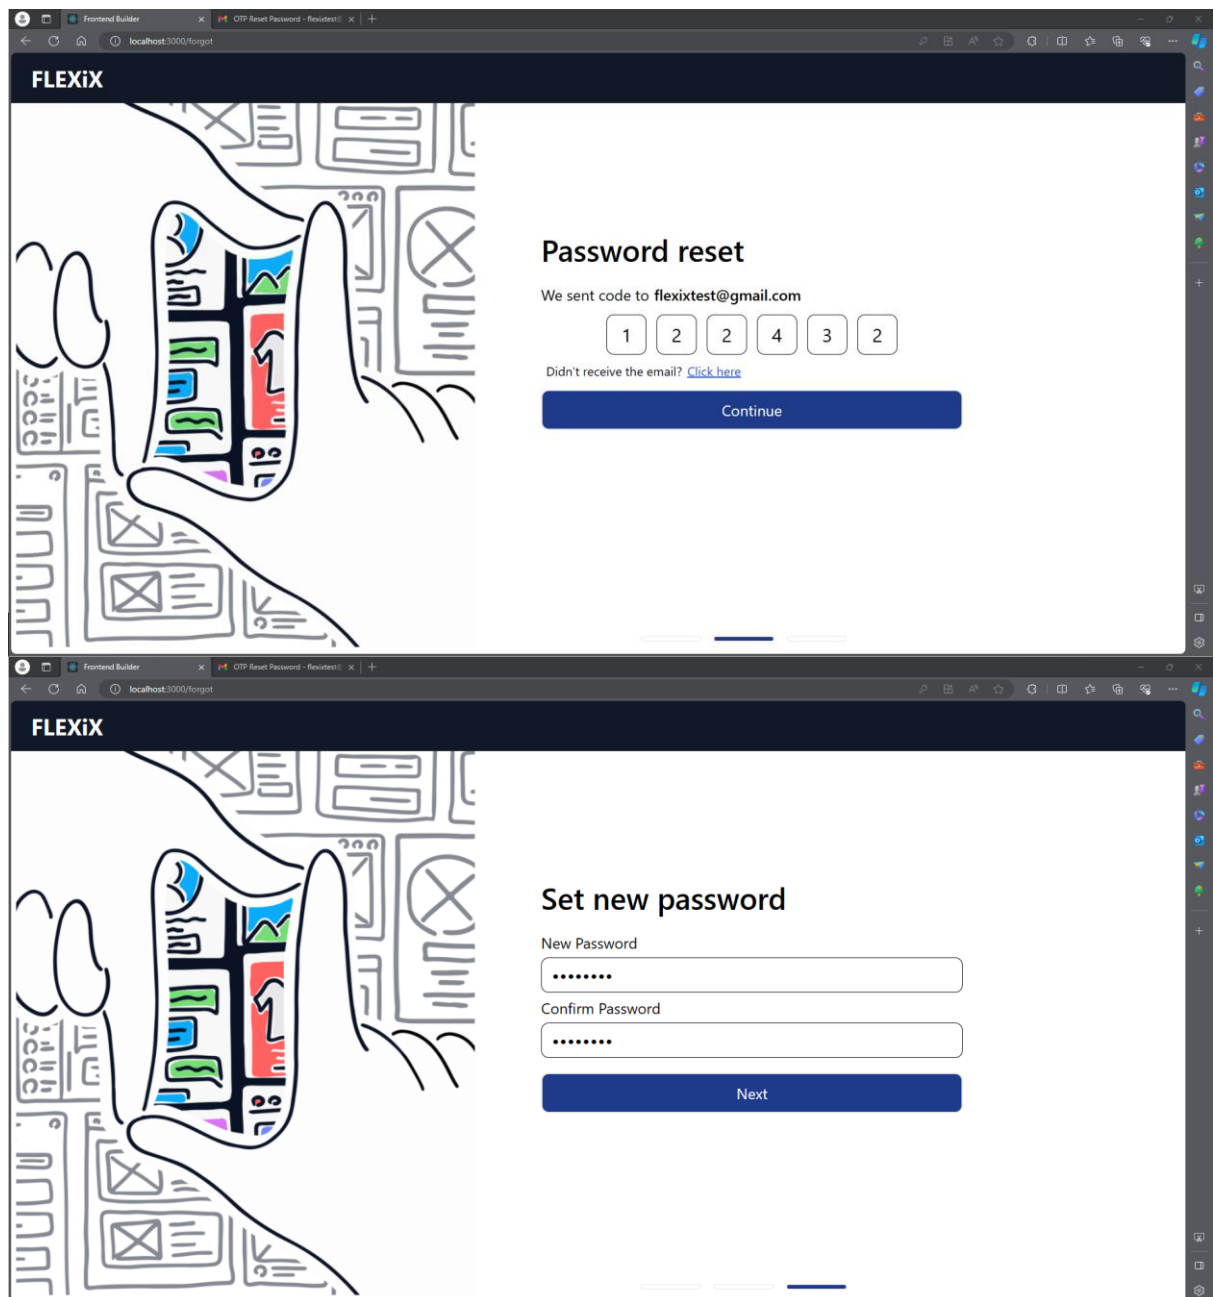 Frontend Builder
OTP Reset Password - flexixtest@
localhost:3000/forgot
FLEXiX
Password reset
We sent code to flexixtest@gmail.com
1 2 2 4 3 2
Didn't receive the email? Click here
Continue
Frontend Builder
OTP Reset Password - flexixtest@
localhost:3000/forgot
FLEXiX
Set new password
New Password
••••••••
Confirm Password
••••••••
Next